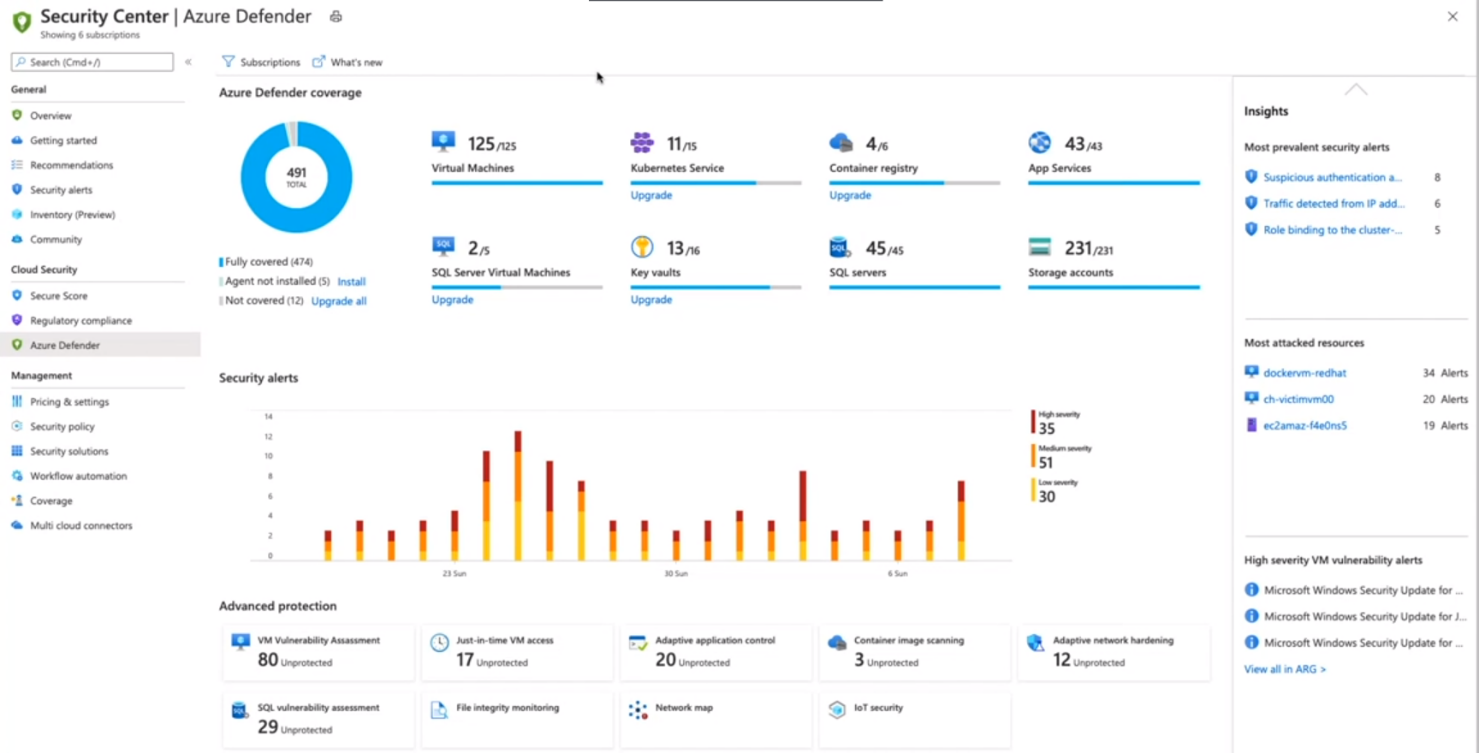 Security Center | Azure Defender
Showing 6 subscriptions
Search (Cmd+/)
«
General
Overview
Getting started
Recommendations
Security alerts
Inventory (Preview)
Community
Cloud Security
Secure Score
Regulatory compliance
Azure Defender
Management
Pricing & settings
Security policy
Security solutions
Workflow automation
Coverage
Multi cloud connectors
Subscriptions
What's new
Azure Defender coverage
491
TOTAL
Fully covered (474)
Agent not installed (5) Install
Not covered (12) Upgrade all
125/125
Virtual Machines
11/15
Kubernetes Service
Upgrade
4/6
Container registry
Upgrade
43/43
App Services
SQL
2/5
SQL Server Virtual Machines
Upgrade
13/16
Key vaults
Upgrade
SQL
45/45
SQL servers
231/231
Storage accounts
Security alerts
14
12
10
8
6
4
2
0
23 Sun
30 Sun
6 Sun
High severity
35
Medium severity
51
Low severity
30
Advanced protection
VM Vulnerability Assassment
80 Unprotected
Just-in-time VM access
17 Unprotected
Adaptive application control
20 Unprotected
Container image scanning
3 Unprotected
Adaptive network hardening
12 Unprotected
SQL
SQL vulnerability assessment
29 Unprotected
File integrity monitoring
Network map
IoT security
Insights
Most prevalent security alerts
Suspicious authentication a... 8
Traffic detected from IP add... 6
Role binding to the cluster-... 5
Most attacked resources
dockervm-redhat 34 Alerts
ch-victimvm00 20 Alerts
ec2amaz-f4e0ns5 19 Alerts
High severity VM vulnerability alerts
Microsoft Windows Security Update for ...
Microsoft Windows Security Update for J...
Microsoft Windows Security Update for ...
View all in ARG >